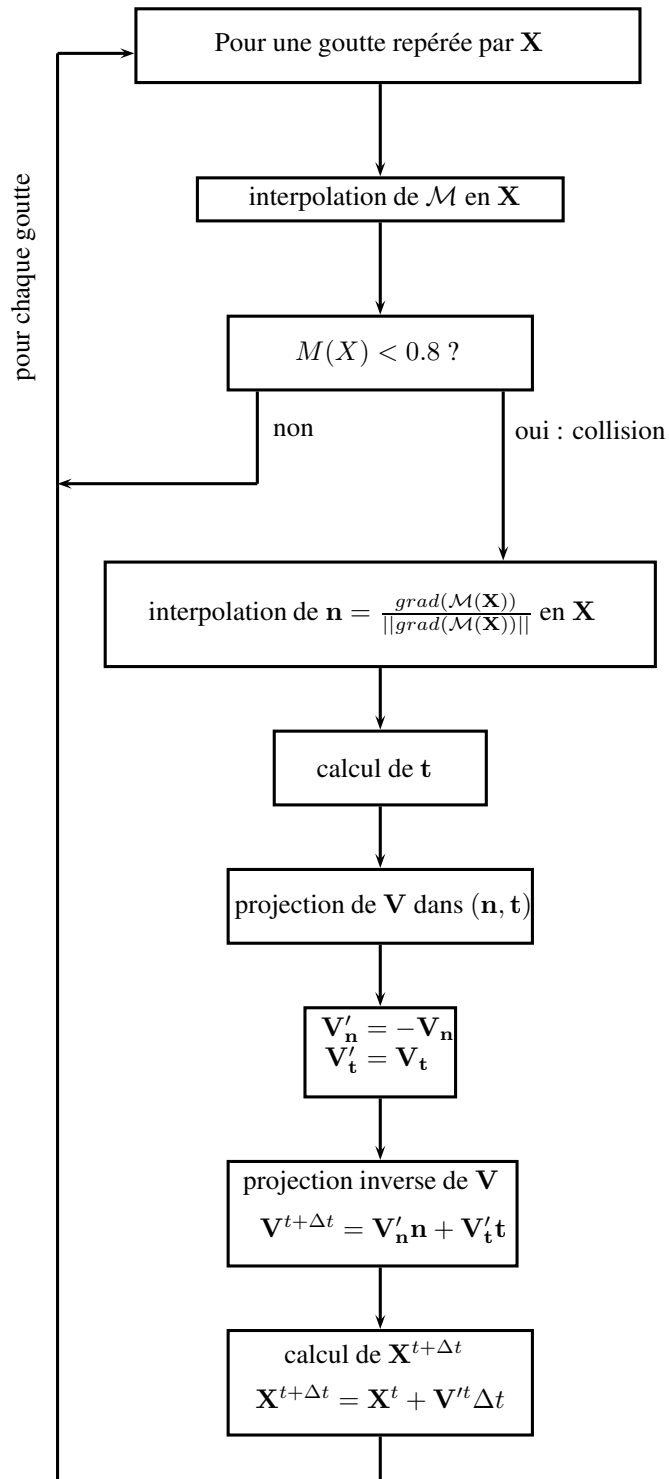 Pour une goutte repérée par X
pour chaque goutte
interpolation de ℳ en X
M(X) < 0.8 ?
non
oui : collision
interpolation de n = grad(ℳ(X)) / ||grad(ℳ(X))|| en X
calcul de t
projection de V dans (n, t)
V′ₙ = −Vₙ
V′ₜ = Vₜ
projection inverse de V
V^{t+Δt} = V′ₙn + V′ₜt
calcul de X^{t+Δt}
X^{t+Δt} = X^t + V′^tΔt